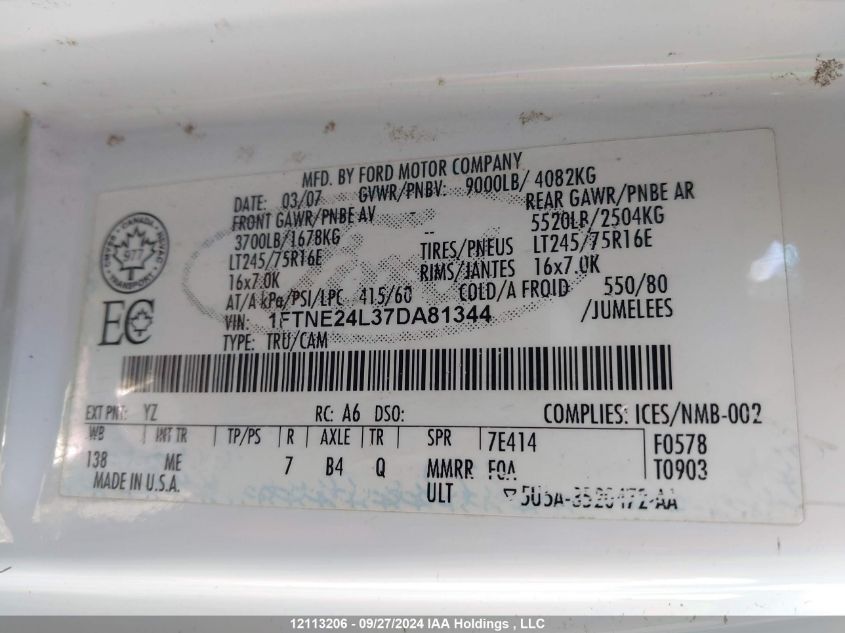 MFD. BY FORD MOTOR COMPANY
DATE: 03/07 GVWR/PNBV: 9000LB/ 4082KG
FRONT GAWR/PNBE AV - REAR GAWR/PNBE AR
3700LB/1678KG -- 5520LB/2504KG
LT245/75R16E TIRES/PNEUS LT245/75R16E
16x7.0K RIMS/JANTES 16x7.0K
AT/A kPa/PSI/LPC 415/60 COLD/A FROID 550/80
VIN: 1FTNE24L37DA81344 /JUMELEES
TYPE: TRU/CAM
CANADA
977
TRANSPORT
EC
EXT PNT: YZ RC: A6 DSO: COMPLIES: ICES/NMB-002
WB INT TR TP/PS R AXLE TR SPR 7E414 F0578
138 ME 7 B4 Q MMRR FOA T0903
MADE IN U.S.A. ULT
12113206 - 09/27/2024 IAA Holdings , LLC